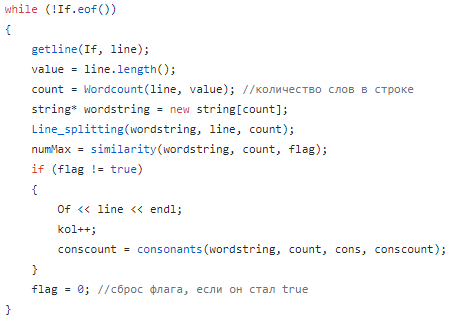 while (!If.eof())
{
    getline(If, line);
    value = line.length();
    count = Wordcount(line, value); //количество слов в строке
    string* wordstring = new string[count];
    Line_splitting(wordstring, line, count);
    numMax = similarity(wordstring, count, flag);
    if (flag != true)
    {
        Of << line << endl;
        kol++;
        conscount = consonants(wordstring, count, cons, conscount);
    }
    flag = 0; //сброс флага, если он стал true
}